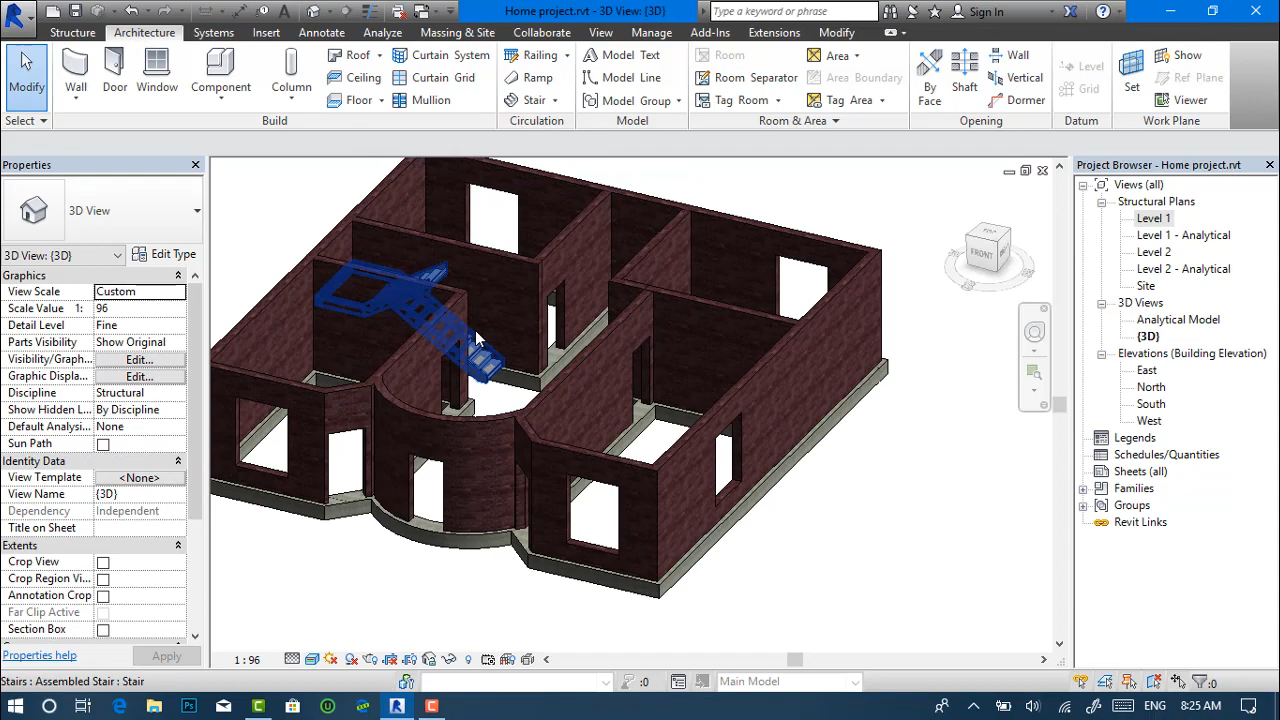 Home project.rvt - 3D View: {3D}
Type a keyword or phrase
Sign In
Structure Architecture Systems Insert Annotate Analyze Massing & Site Collaborate View Manage Add-Ins Extensions Modify
Modify
Wall
Door
Window
Component
Column
Roof
Ceiling
Floor
Curtain System
Curtain Grid
Mullion
Railing
Ramp
Stair
Model Text
Model Line
Model Group
Room
Room Separator
Tag Room
Area
Area Boundary
Tag Area
By Face
Shaft
Wall
Vertical
Dormer
Level
Grid
Set
Show
Ref Plane
Viewer
Select Build Circulation Model Room & Area Opening Datum Work Plane
Properties
3D View
3D View: {3D} Edit Type
Graphics
View Scale Custom
Scale Value 1: 96
Detail Level Fine
Parts Visibility Show Original
Visibility/Graph... Edit...
Graphic Displa... Edit...
Discipline Structural
Show Hidden L... By Discipline
Default Analysi... None
Sun Path
Identity Data
View Template <None>
View Name {3D}
Dependency Independent
Title on Sheet
Extents
Crop View
Crop Region Vi...
Annotation Crop
Far Clip Active
Section Box
Properties help Apply
TOP
FRONT
Project Browser - Home project.rvt
Views (all)
Structural Plans
Level 1
Level 1 - Analytical
Level 2
Level 2 - Analytical
Site
3D Views
Analytical Model
{3D}
Elevations (Building Elevation)
East
North
South
West
Legends
Schedules/Quantities
Sheets (all)
Families
Groups
Revit Links
1 : 96
Stairs : Assembled Stair : Stair
:0
Main Model
:0
ENG 8:25 AM